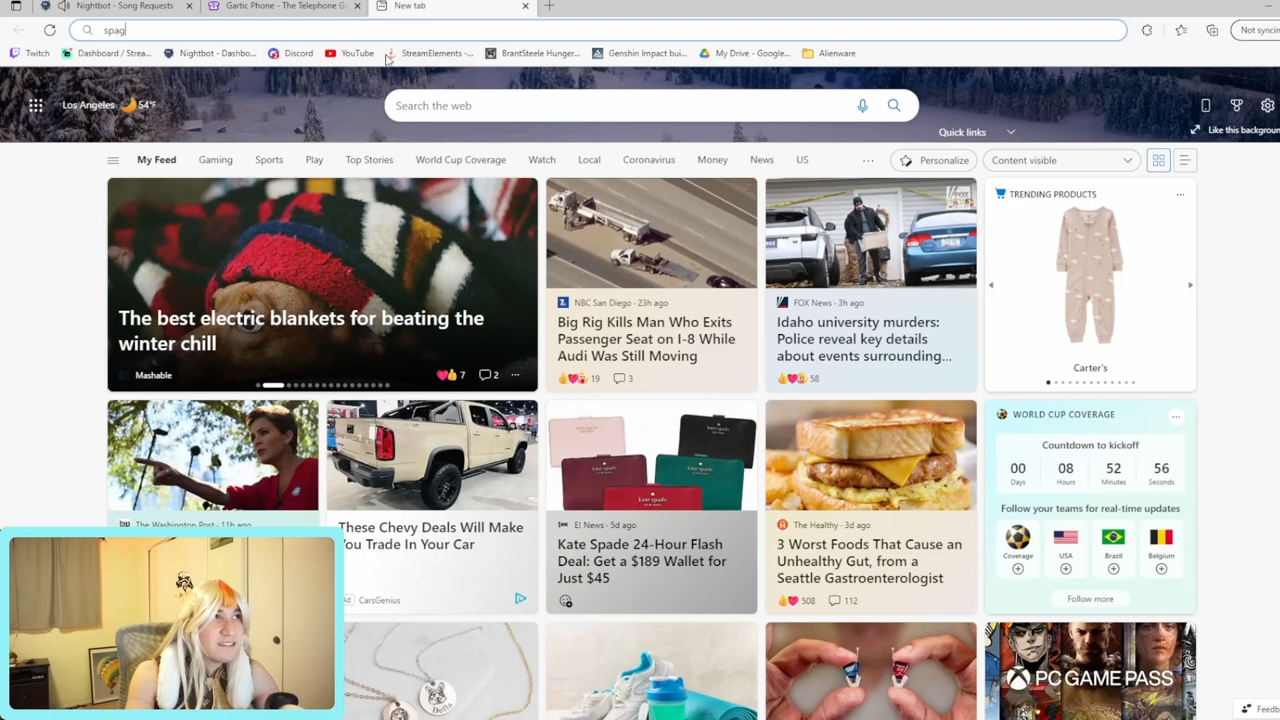 Nightbot - Song Requests
Gartic Phone - The Telephone G
New tab
spag
Not syncin
Twitch
Dashboard / Strea...
Nightbot - Dashbo...
Discord
YouTube
StreamElements -...
BrantSteele Hunger...
Genshin Impact bui...
My Drive - Google...
Alienware
Los Angeles
54°F
Search the web
Quick links
Like this backgroun
My Feed
Gaming
Sports
Play
Top Stories
World Cup Coverage
Watch
Local
Coronavirus
Money
News
US
...
Personalize
Content visible
The best electric blankets for beating the
winter chill
Mashable
7
2
NBC San Diego · 23h ago
Big Rig Kills Man Who Exits
Passenger Seat on I-8 While
Audi Was Still Moving
19
3
FOX News · 3h ago
Idaho university murders:
Police reveal key details
about events surrounding...
58
TRENDING PRODUCTS
Carter's
The Washington Post · 11h ago
These Chevy Deals Will Make
You Trade In Your Car
Ad
CarsGenius
kate spade
E! News · 5d ago
Kate Spade 24-Hour Flash
Deal: Get a $189 Wallet for
Just $45
The Healthy · 3d ago
3 Worst Foods That Cause an
Unhealthy Gut, from a
Seattle Gastroenterologist
508
112
WORLD CUP COVERAGE
Countdown to kickoff
00
08
52
56
Days
Hours
Minutes
Seconds
Follow your teams for real-time updates
Coverage
USA
Brazil
Belgium
Follow more
PC GAME PASS
Feedb